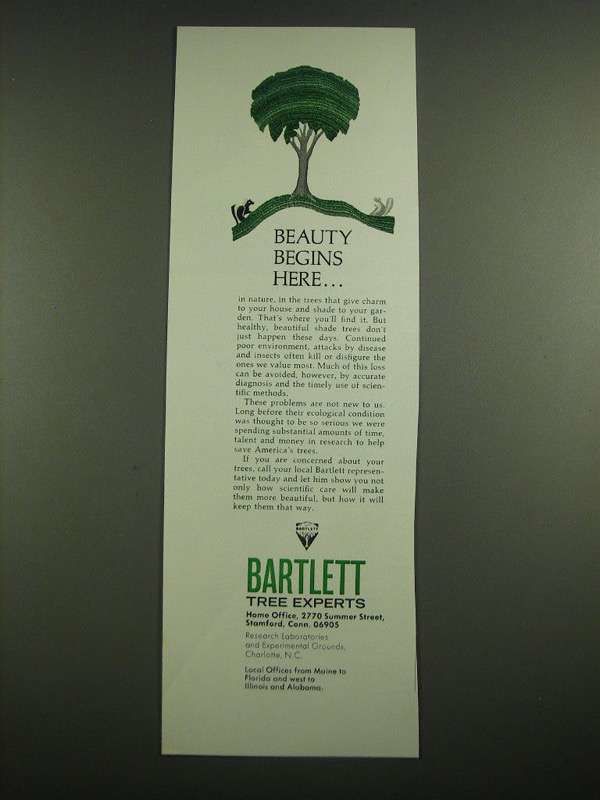 BEAUTY
BEGINS
HERE...
in nature, in the trees that give charm
to your house and shade to your gar-
den. That's where you'll find it. But
healthy, beautiful shade trees don't
just happen these days. Continued
poor environment, attacks by disease
and insects often kill or disfigure the
ones we value most. Much of this loss
can be avoided, however, by accurate
diagnosis and the timely use of scien-
tific methods.
These problems are not new to us.
Long before their ecological condition
was thought to be so serious we were
spending substantial amounts of time,
talent and money in research to help
save America's trees.
If you are concerned about your
trees, call your local Bartlett represen-
tative today and let him show you not
only how scientific care will make
them more beautiful, but how it will
keep them that way.
BARTLETT
BARTLETT
TREE EXPERTS
Home Office, 2770 Summer Street,
Stamford, Conn. 06905
Research Laboratories
and Experimental Grounds,
Charlotte, N.C.
Local Offices from Maine to
Florida and west to
Illinois and Alabama.